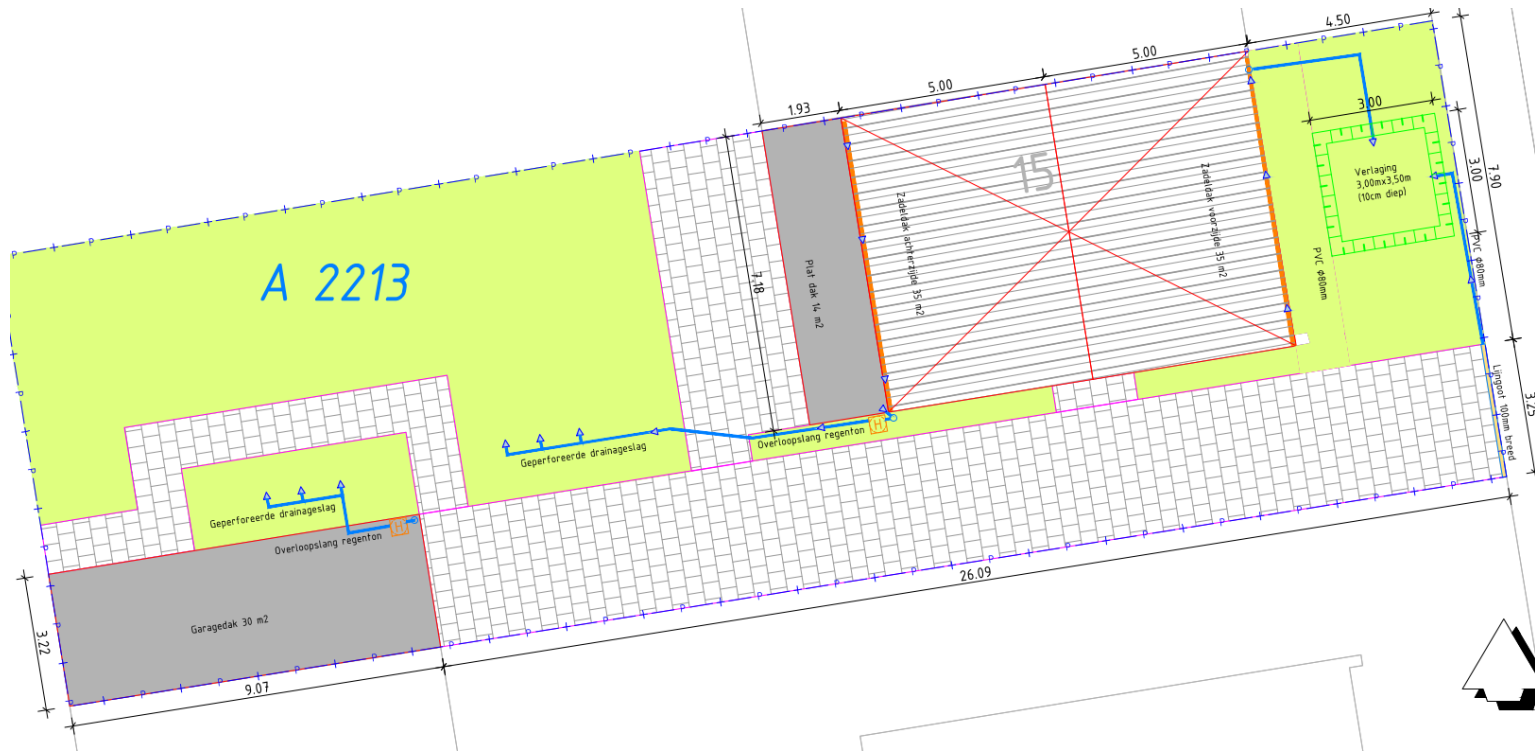 4.50
5.00
5.00
1.93
3.00
7.90
3.00
15
Verlaging
3,00mx3,50m
(10cm diep)
Zadeldak voorzijde 35 m2
Zadeldak achterzijde 35 m2
PVC Ø80mm
PVC Ø80mm
A 2213
7.18
Plat dak 14 m2
Lijngoot 100mm breed
3.25
Overloopslang regenton
H
Geperforeerde drainageslag
Geperforeerde drainageslag
H
Overloopslang regenton
26.09
Garagedak 30 m2
3.22
9.07